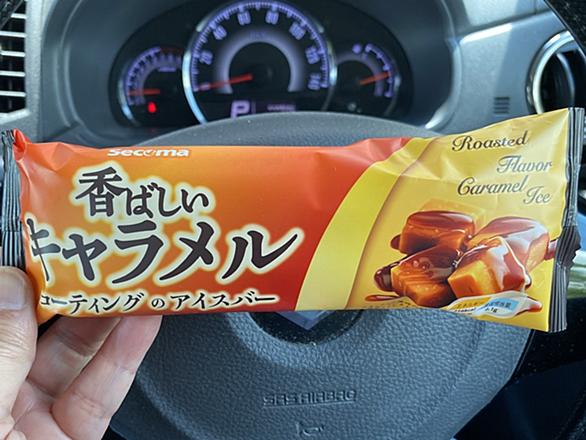 Secoma
香ばしい
キャラメル
コーティングのアイスバー
Roasted
Flavor
Caramel
Ice
P
SRS AIRBAG